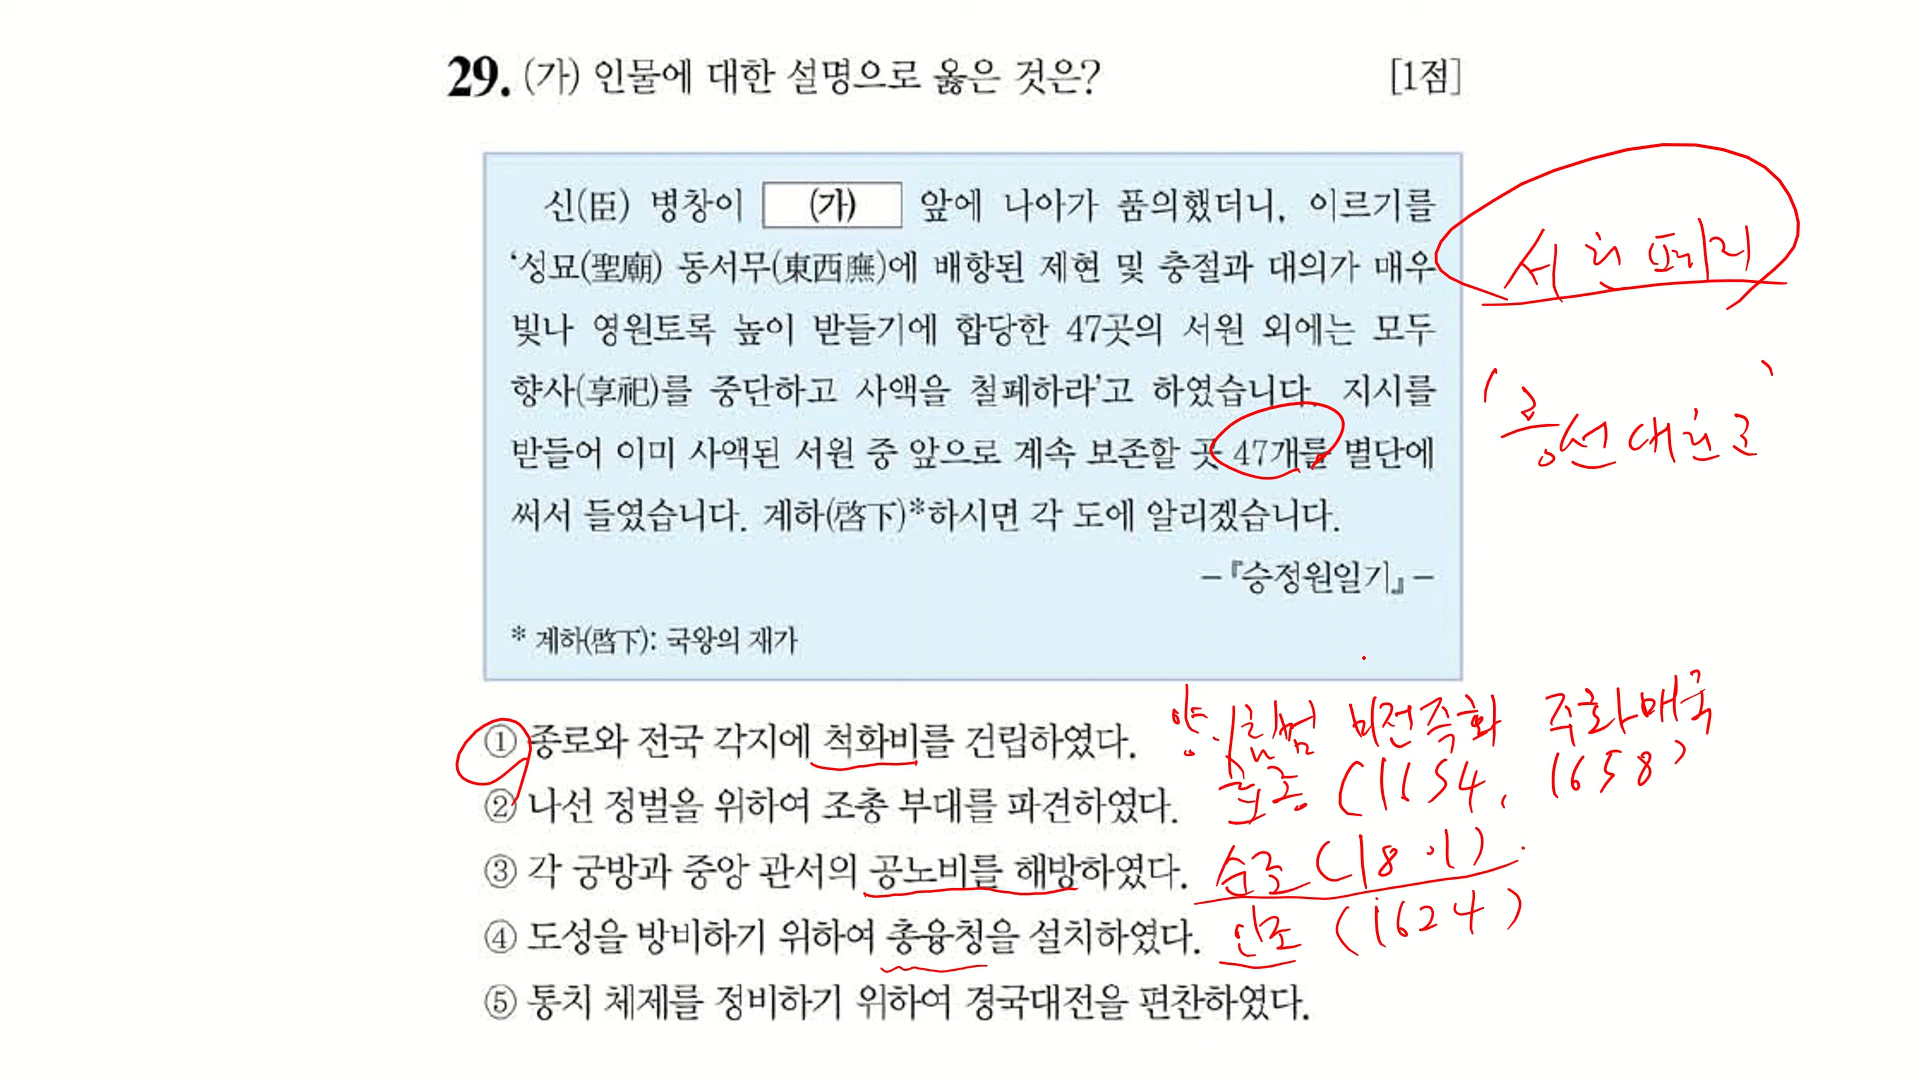 29. (가) 인물에 대한 설명으로 옳은 것은? [1점]
신(臣) 병창이 (가) 앞에 나아가 품의했더니, 이르기를
‘성묘(聖廟) 동서무(東西廡)에 배향된 제현 및 충절과 대의가 매우
빛나 영원토록 높이 받들기에 합당한 47곳의 서원 외에는 모두
향사(享祀)를 중단하고 사액을 철폐하라’고 하였습니다. 지시를
받들어 이미 사액된 서원 중 앞으로 계속 보존할 곳 47개를 별단에
써서 들였습니다. 계하(啓下)*하시면 각 도에 알리겠습니다.
-『승정원일기』-
* 계하(啓下): 국왕의 재가
서원 폐지
‘흥선대원군’
① 종로와 전국 각지에 척화비를 건립하였다. 양이침범 비전즉화 주화매국
② 나선 정벌을 위하여 조총 부대를 파견하였다. 효종 (1654, 1658)
③ 각 궁방과 중앙 관서의 공노비를 해방하였다. 순조 (1801)
④ 도성을 방비하기 위하여 총융청을 설치하였다. 인조 (1624)
⑤ 통치 체제를 정비하기 위하여 경국대전을 편찬하였다.